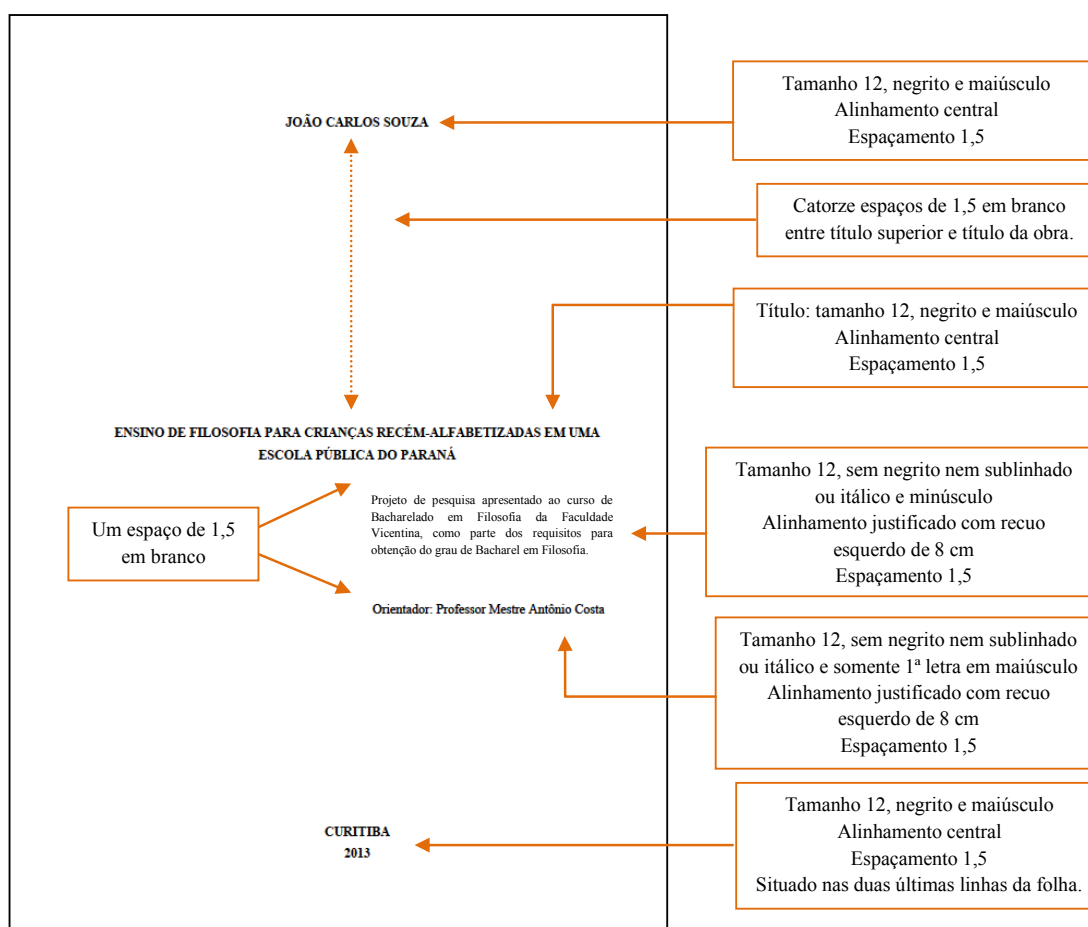 Tamanho 12, negrito e maiúsculo
Alinhamento central
Espaçamento 1,5
JOÃO CARLOS SOUZA
Catorze espaços de 1,5 em branco
entre título superior e título da obra.
Título: tamanho 12, negrito e maiúsculo
Alinhamento central
Espaçamento 1,5
ENSINO DE FILOSOFIA PARA CRIANÇAS RECÉM-ALFABETIZADAS EM UMA
ESCOLA PÚBLICA DO PARANÁ
Tamanho 12, sem negrito nem sublinhado
ou itálico e minúsculo
Alinhamento justificado com recuo
esquerdo de 8 cm
Espaçamento 1,5
Projeto de pesquisa apresentado ao curso de
Bacharelado em Filosofia da Faculdade
Vicentina, como parte dos requisitos para
obtenção do grau de Bacharel em Filosofia.
Um espaço de 1,5
em branco
Orientador: Professor Mestre Antônio Costa
Tamanho 12, sem negrito nem sublinhado
ou itálico e somente 1ª letra em maiúsculo
Alinhamento justificado com recuo
esquerdo de 8 cm
Espaçamento 1,5
CURITIBA
2013
Tamanho 12, negrito e maiúsculo
Alinhamento central
Espaçamento 1,5
Situado nas duas últimas linhas da folha.